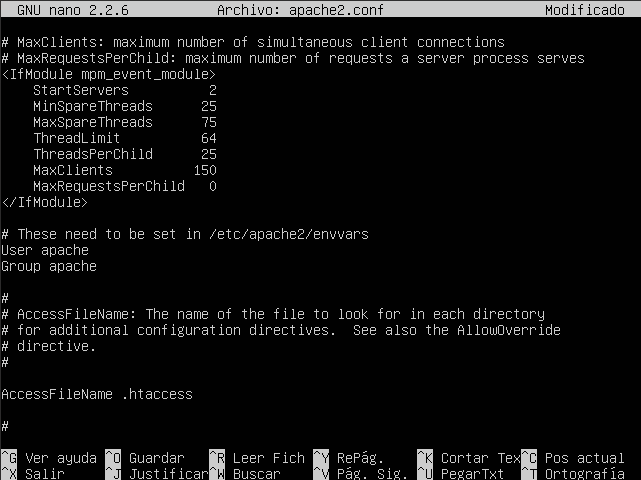 GNU nano 2.2.6 Archivo: apache2.conf Modificado
# MaxClients: maximum number of simultaneous client connections
# MaxRequestsPerChild: maximum number of requests a server process serves
<IfModule mpm_event_module>
StartServers 2
MinSpareThreads 25
MaxSpareThreads 75
ThreadLimit 64
ThreadsPerChild 25
MaxClients 150
MaxRequestsPerChild 0
</IfModule>
# These need to be set in /etc/apache2/envvars
User apache
Group apache
#
# AccessFileName: The name of the file to look for in each directory
# for additional configuration directives.  See also the AllowOverride
# directive.
#
AccessFileName .htaccess
#
^G Ver ayuda ^O Guardar ^R Leer Fich ^Y RePág. ^K Cortar Tex ^C Pos actual
^X Salir ^J Justificar ^W Buscar ^V Pág. Sig. ^U PegarTxt ^T Ortografía